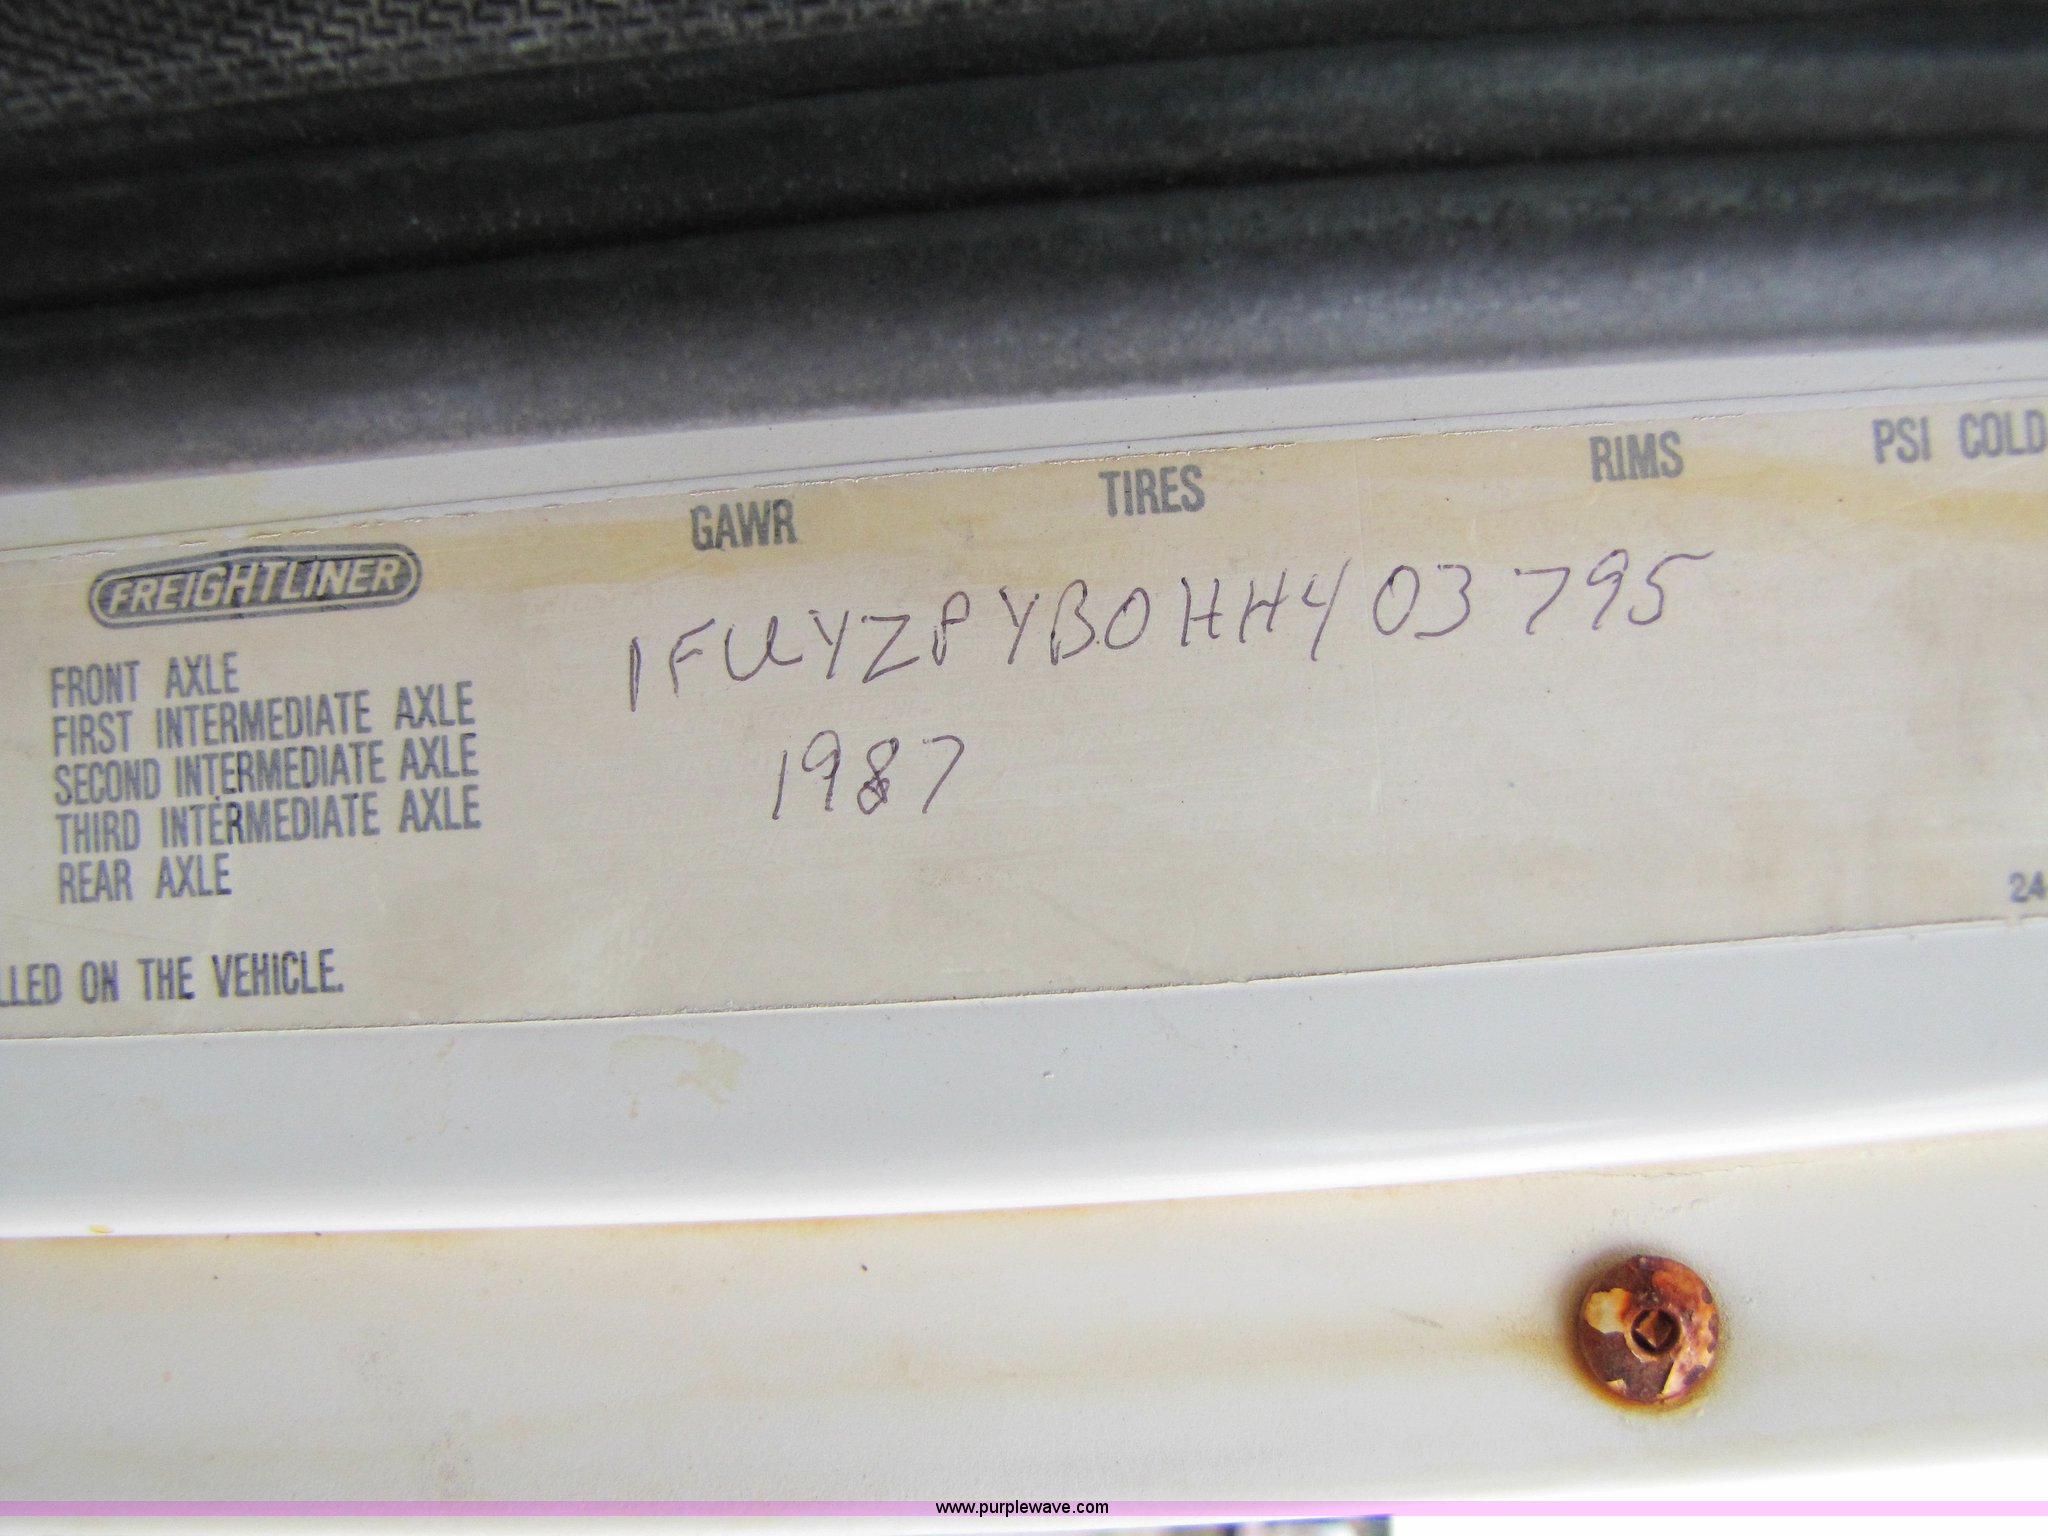 GAWR TIRES RIMS PSI COLD
FREIGHTLINER
1FUYZPYB0HH403795
FRONT AXLE
FIRST INTERMEDIATE AXLE
SECOND INTERMEDIATE AXLE
1987
THIRD INTERMEDIATE AXLE
REAR AXLE
24
LLED ON THE VEHICLE.
www.purplewave.com